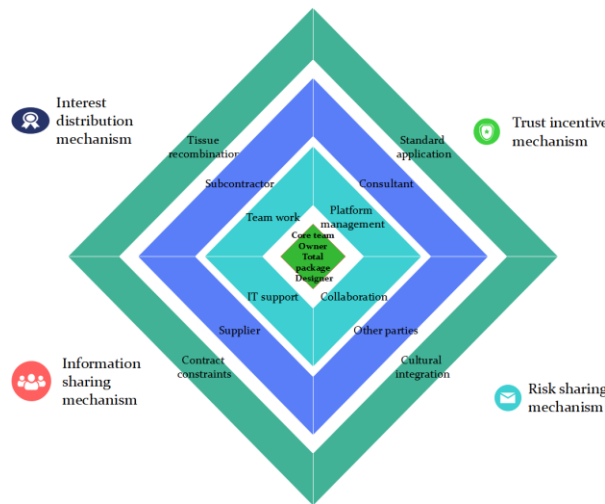 Interest
distribution
mechanism
Trust incentive
mechanism
Tissue
recombination
Standard
application
Subcontractor
Consultant
Team work
Platform
management
Core team
Owner
Total
package
Designer
IT support
Collaboration
Supplier
Other parties
Contract
constraints
Cultural
integration
Information
sharing
mechanism
Risk sharing
mechanism